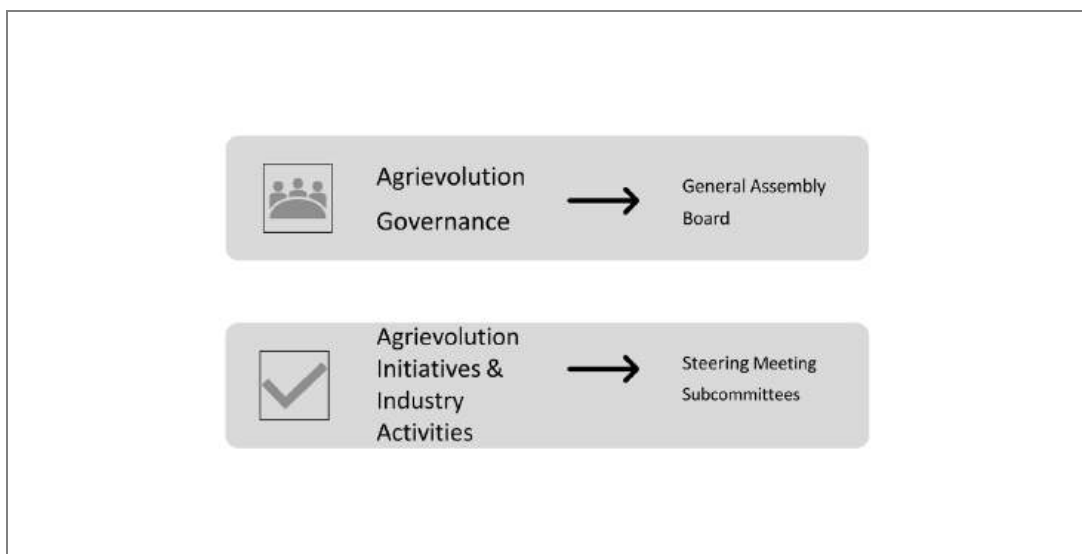 Agrievolution
Governance
General Assembly
Board
Agrievolution
Initiatives &
Industry
Activities
Steering Meeting
Subcommittees